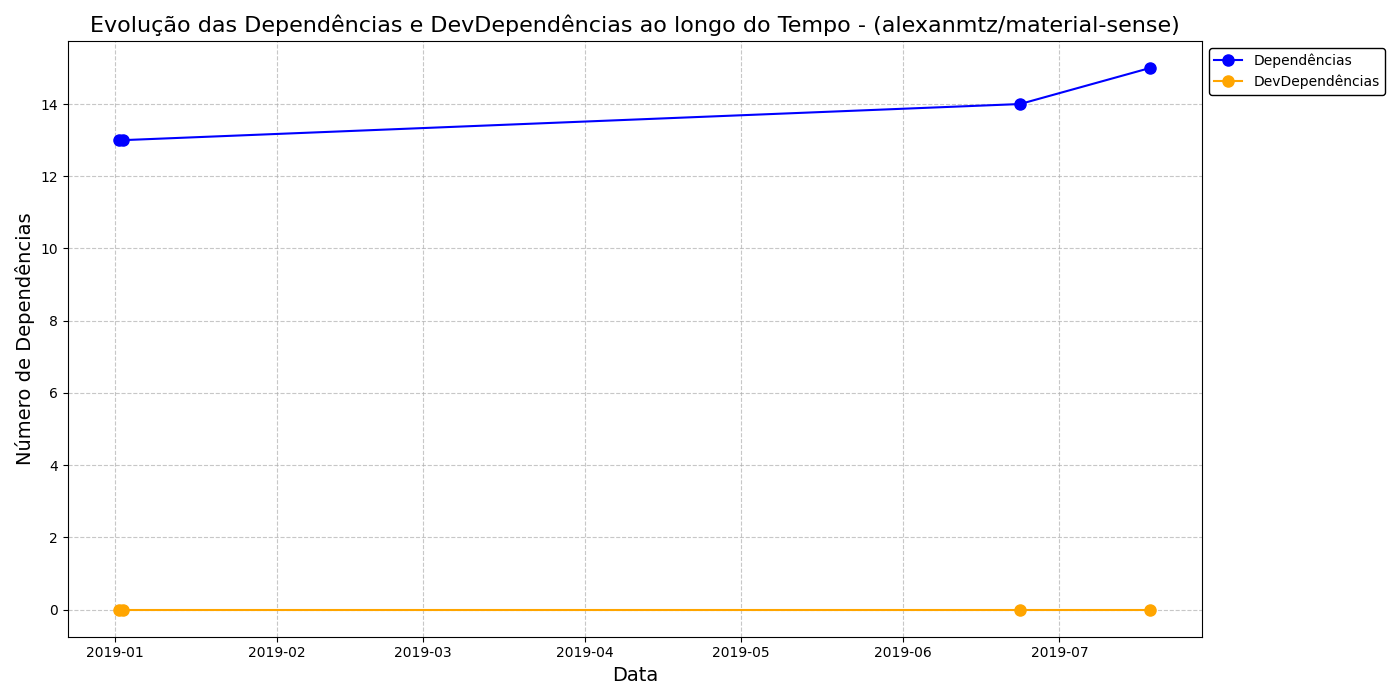 Evolução das Dependências e DevDependências ao longo do Tempo - (alexanmtz/material-sense)
Dependências
DevDependências
Número de Dependências
14
12
10
8
6
4
2
0
2019-01 2019-02 2019-03 2019-04 2019-05 2019-06 2019-07
Data